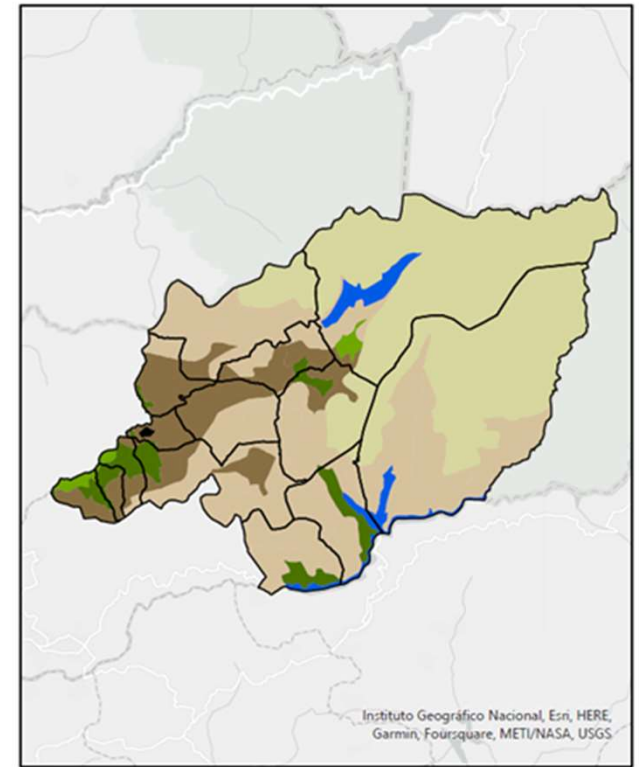 Instituto Geográfico Nacional, Esri, HERE,
Garmin, Foursquare, METI/NASA, USGS